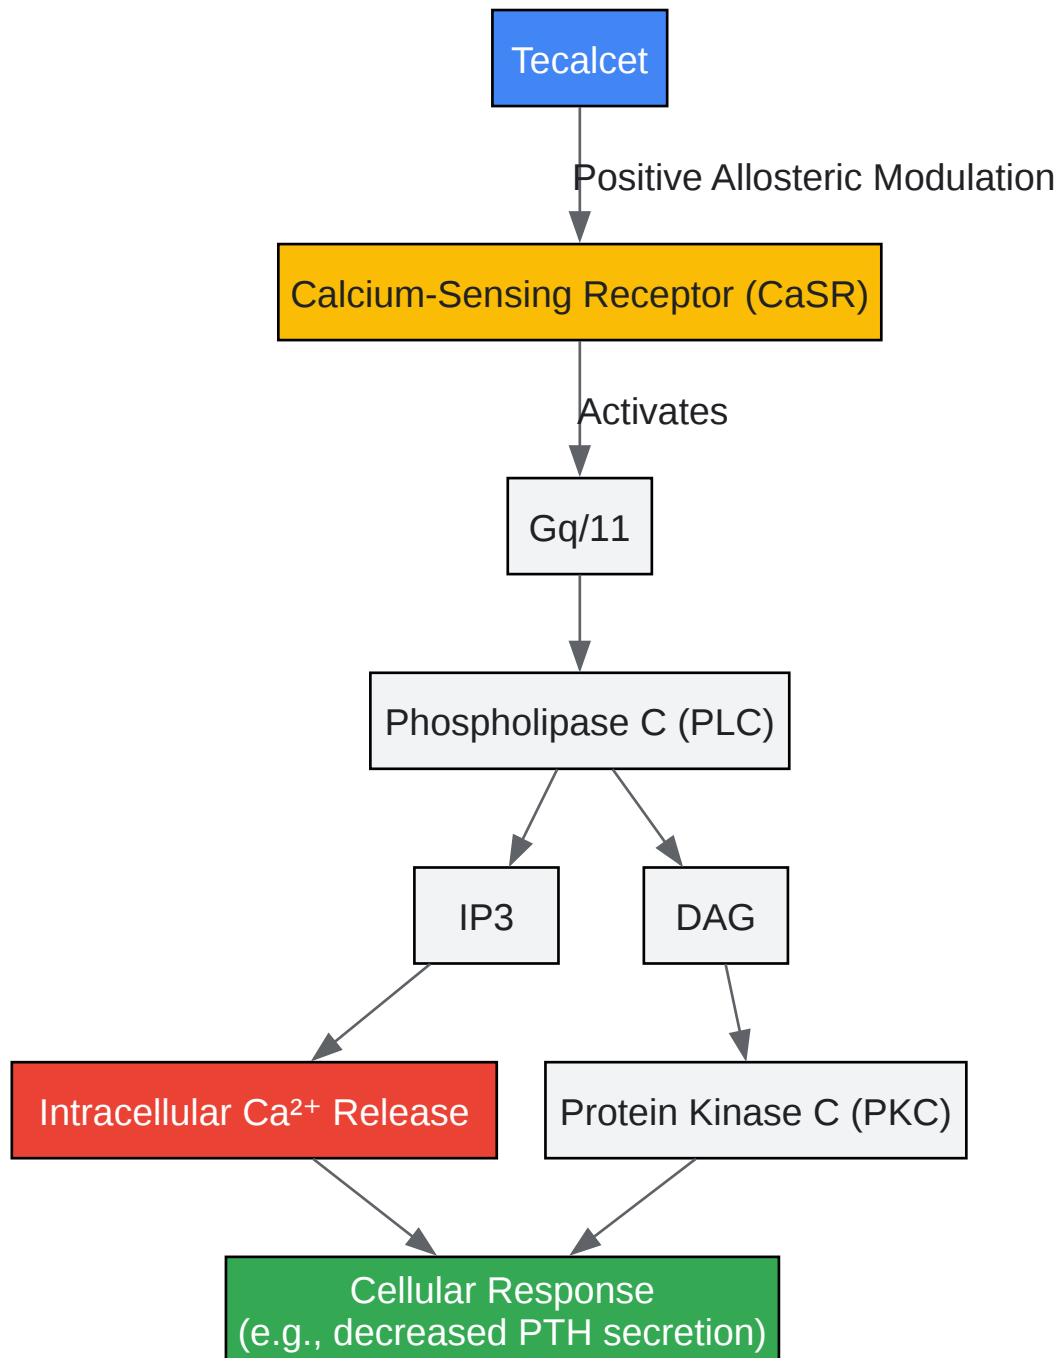 Tecalcet
Positive Allosteric Modulation
Calcium-Sensing Receptor (CaSR)
Activates
Gq/11
Phospholipase C (PLC)
IP3
DAG
Intracellular Ca²⁺ Release
Protein Kinase C (PKC)
Cellular Response
(e.g., decreased PTH secretion)